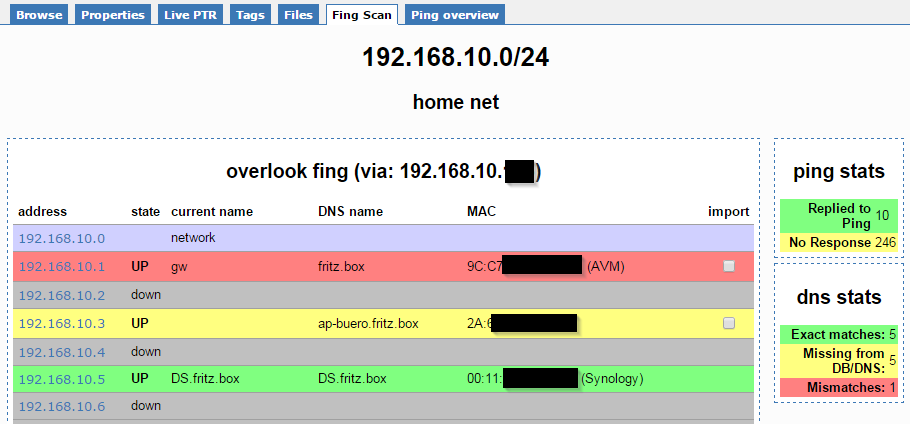 Browse Properties Live PTR Tags Files Fing Scan Ping overview
192.168.10.0/24
home net
overlook fing (via: 192.168.10. )
address state current name DNS name MAC import
192.168.10.0 network
192.168.10.1 UP gw fritz.box 9C:C7 (AVM)
192.168.10.2 down
192.168.10.3 UP ap-buero.fritz.box 2A:
192.168.10.4 down
192.168.10.5 UP DS.fritz.box DS.fritz.box 00:11: (Synology)
192.168.10.6 down
ping stats
Replied to
Ping 10
No Response 246
dns stats
Exact matches: 5
Missing from
DB/DNS: 5
Mismatches: 1